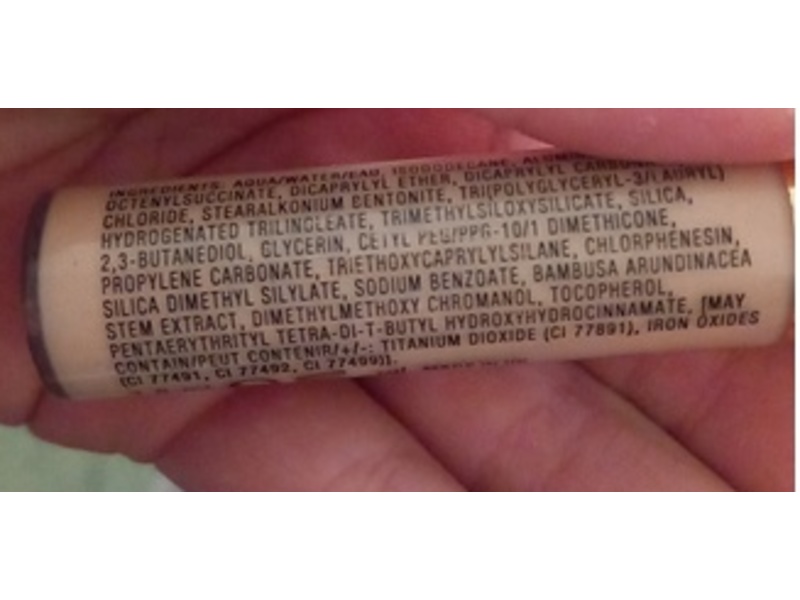 INGREDIENTS: AQUA/WATER/EAU, ISODODECANE,
OCTENYLSUCCINATE, DICAPRYLYL ETHER, DICAPRYLYL
CHLORIDE, STEARALKONIUM BENTONITE, TRI(POLYGLYCERYL-3/LAURYL)
HYDROGENATED TRILINOLEATE, TRIMETHYLSILOXYSILICATE, SILICA,
2,3-BUTANEDIOL, GLYCERIN, CETYL PEG/PPG-10/1 DIMETHICONE,
PROPYLENE CARBONATE, TRIETHOXYCAPRYLYLSILANE, CHLORPHENESIN,
SILICA DIMETHYL SILYLATE, SODIUM BENZOATE, BAMBUSA ARUNDINACEA
STEM EXTRACT, DIMETHYLMETHOXY CHROMANOL, TOCOPHEROL,
PENTAERYTHRITYL TETRA-DI-T-BUTYL HYDROXYHYDROCINNAMATE, [MAY
CONTAIN/PEUT CONTENIR/+/-: TITANIUM DIOXIDE (CI 77891), IRON OXIDES
(CI 77491, CI 77492, CI 77499)].